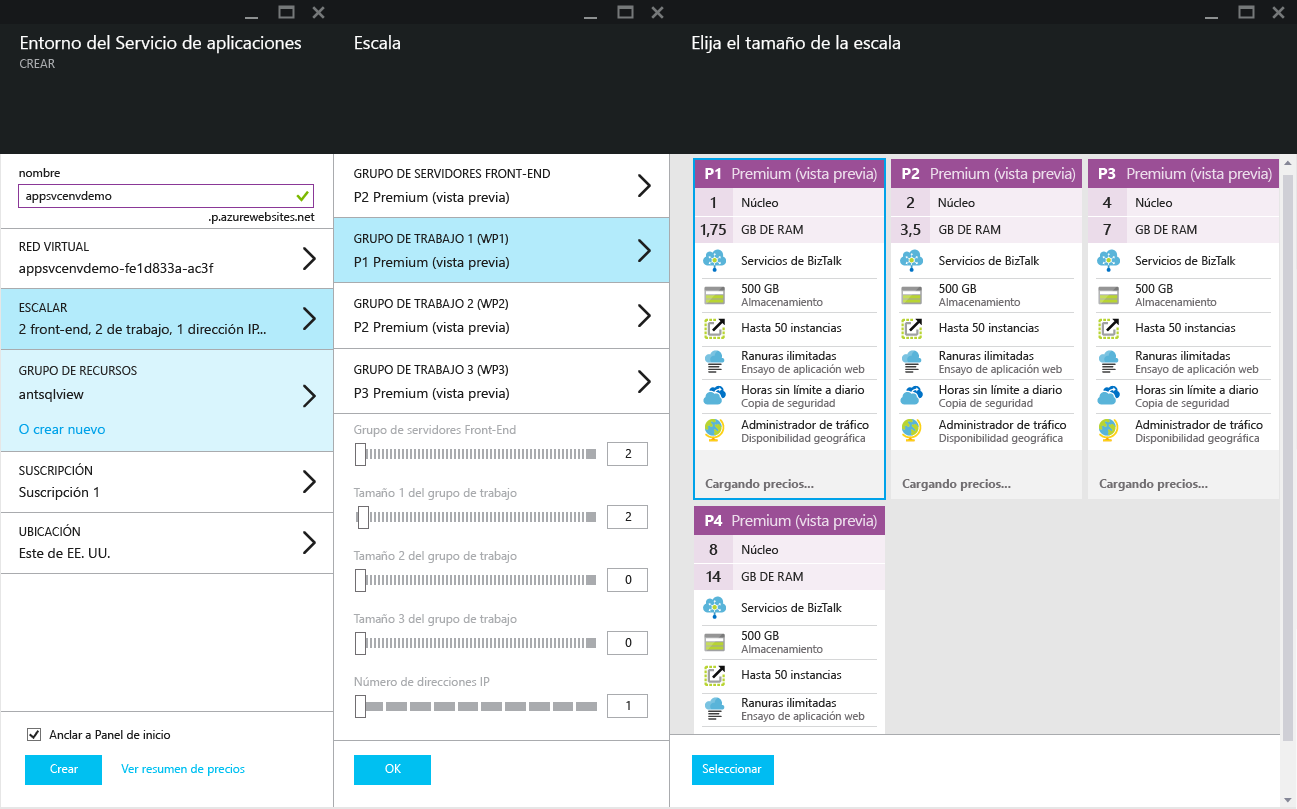 Entorno del Servicio de aplicaciones
CREAR
nombre
appsvcenvdemo
.p.azurewebsites.net
RED VIRTUAL
appsvcenvdemo-fe1d833a-ac3f
ESCALAR
2 front-end, 2 de trabajo, 1 dirección IP...
GRUPO DE RECURSOS
antsqlview
O crear nuevo
SUSCRIPCIÓN
Suscripción 1
UBICACIÓN
Este de EE. UU.
Anclar a Panel de inicio
Crear
Ver resumen de precios
Escala
GRUPO DE SERVIDORES FRONT-END
P2 Premium (vista previa)
GRUPO DE TRABAJO 1 (WP1)
P1 Premium (vista previa)
GRUPO DE TRABAJO 2 (WP2)
P2 Premium (vista previa)
GRUPO DE TRABAJO 3 (WP3)
P3 Premium (vista previa)
Grupo de servidores Front-End
2
Tamaño 1 del grupo de trabajo
2
Tamaño 2 del grupo de trabajo
0
Tamaño 3 del grupo de trabajo
0
Número de direcciones IP
1
OK
Elija el tamaño de la escala
P1 Premium (vista previa)
1 Núcleo
1,75 GB DE RAM
Servicios de BizTalk
500 GB
Almacenamiento
Hasta 50 instancias
Ranuras ilimitadas
Ensayo de aplicación web
Horas sin límite a diario
Copia de seguridad
Administrador de tráfico
Disponibilidad geográfica
Cargando precios...
P2 Premium (vista previa)
2 Núcleo
3,5 GB DE RAM
Servicios de BizTalk
500 GB
Almacenamiento
Hasta 50 instancias
Ranuras ilimitadas
Ensayo de aplicación web
Horas sin límite a diario
Copia de seguridad
Administrador de tráfico
Disponibilidad geográfica
Cargando precios...
P3 Premium (vista previa)
4 Núcleo
7 GB DE RAM
Servicios de BizTalk
500 GB
Almacenamiento
Hasta 50 instancias
Ranuras ilimitadas
Ensayo de aplicación web
Horas sin límite a diario
Copia de seguridad
Administrador de tráfico
Disponibilidad geográfica
Cargando precios...
P4 Premium (vista previa)
8 Núcleo
14 GB DE RAM
Servicios de BizTalk
500 GB
Almacenamiento
Hasta 50 instancias
Ranuras ilimitadas
Ensayo de aplicación web
Seleccionar